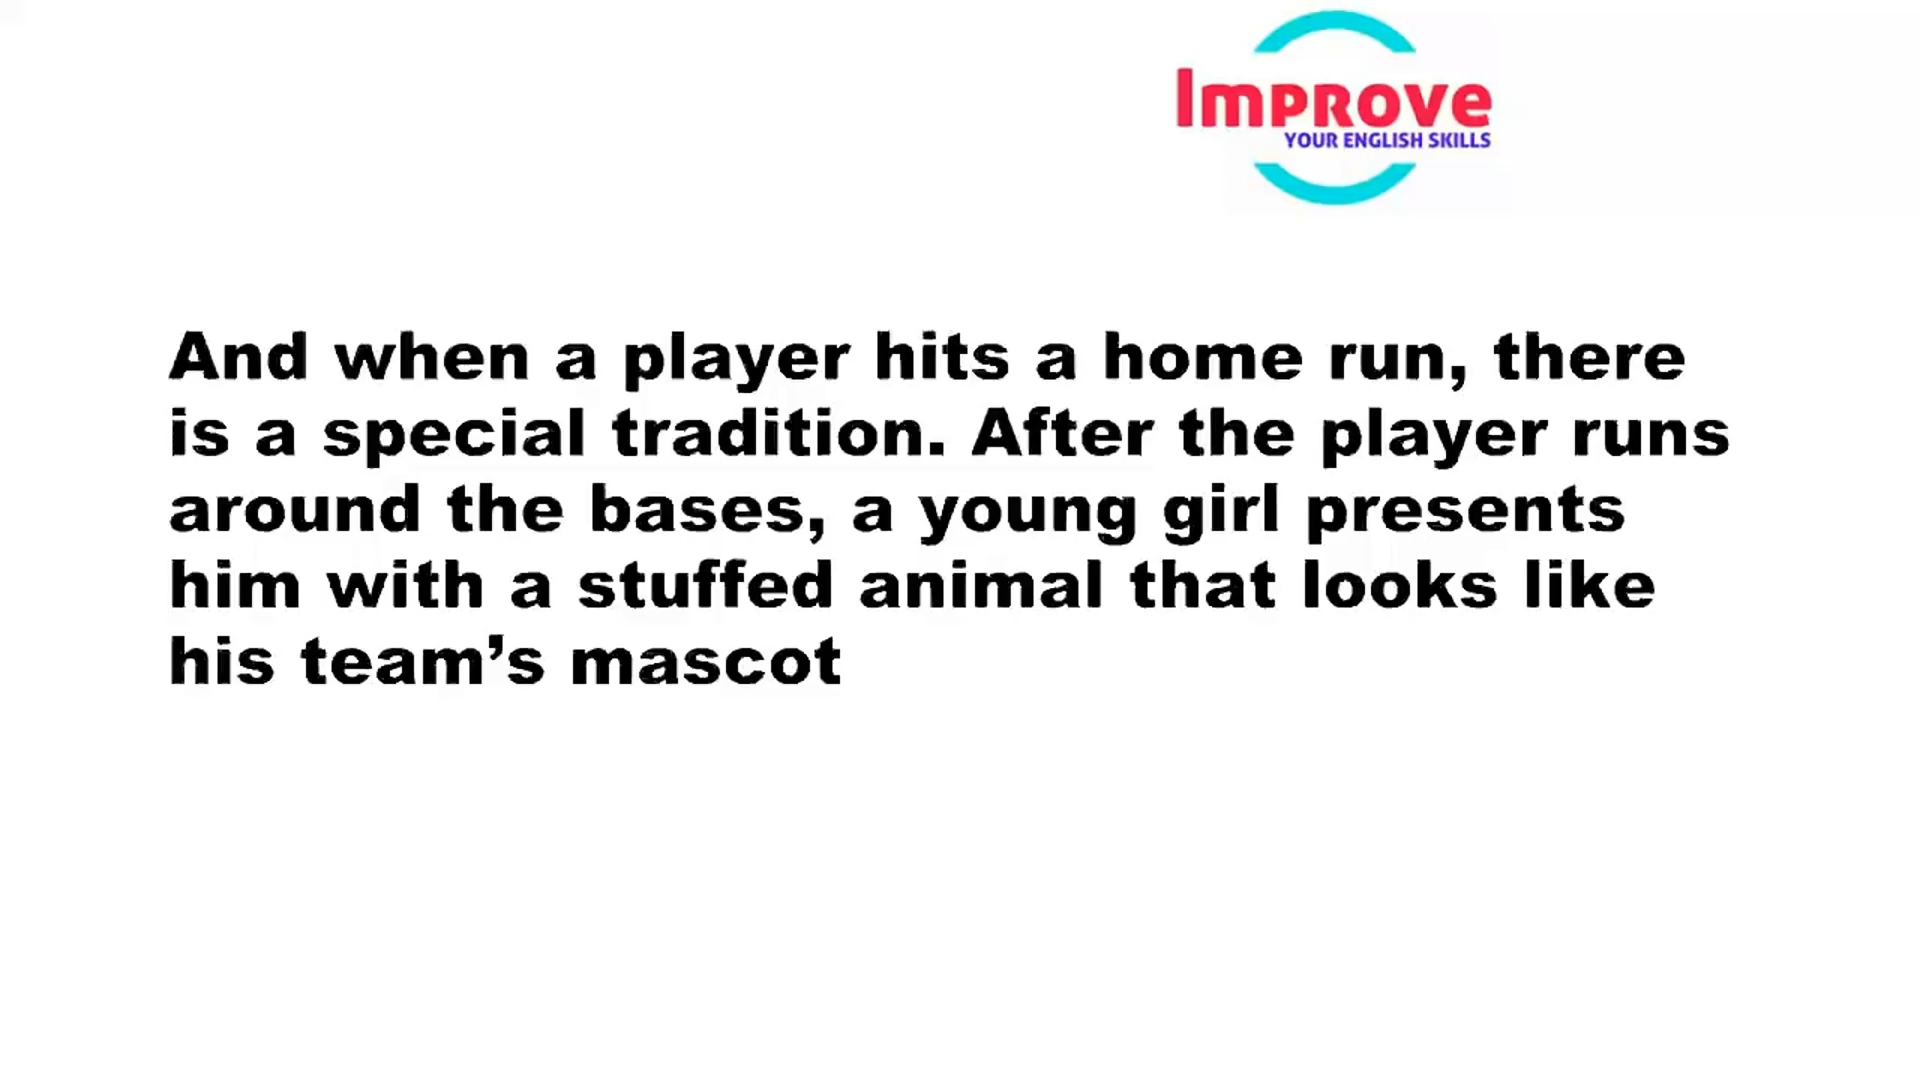 Improve
YOUR ENGLISH SKILLS
And when a player hits a home run, there
is a special tradition. After the player runs
around the bases, a young girl presents
him with a stuffed animal that looks like
his team’s mascot